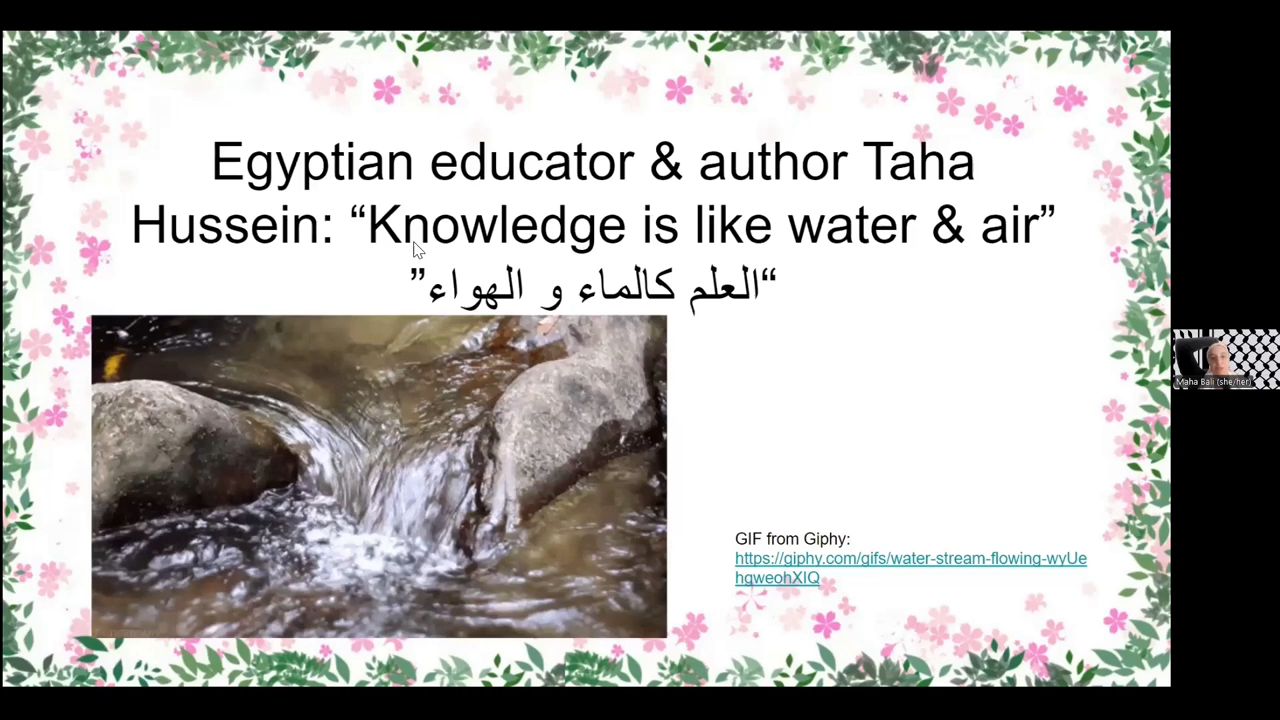 Egyptian educator & author Taha
Hussein: “Knowledge is like water & air”
“العلم كالماء و الهواء”
GIF from Giphy:
https://giphy.com/gifs/water-stream-flowing-wyUe
hqweohXIQ
Maha Bali (she/her)